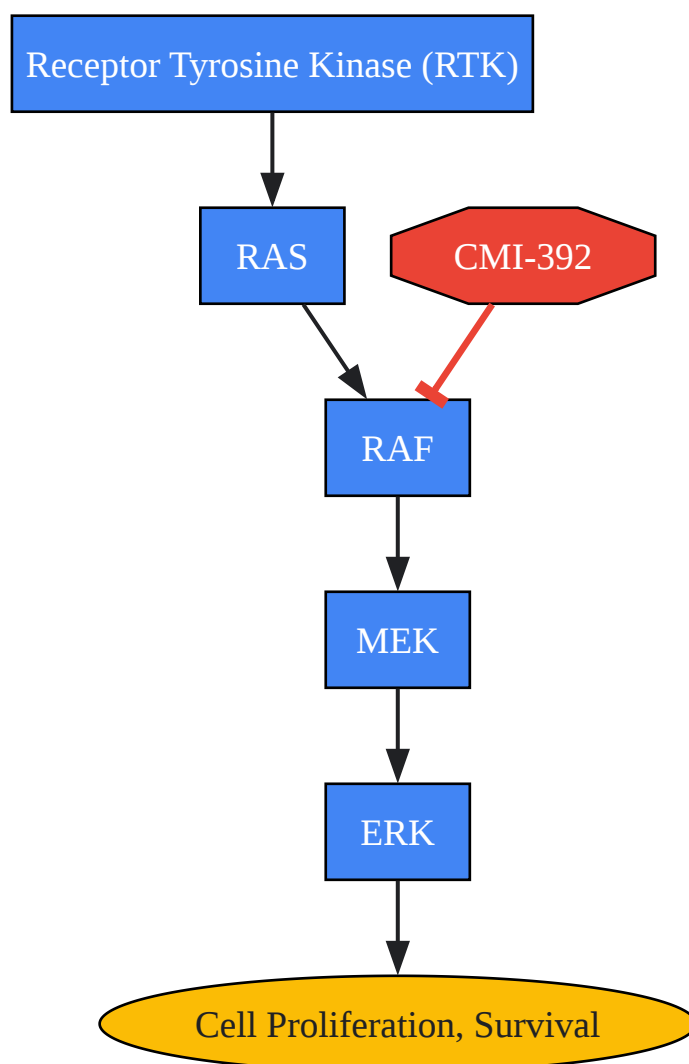 Receptor Tyrosine Kinase (RTK)
RAS
CMI-392
RAF
MEK
ERK
Cell Proliferation, Survival